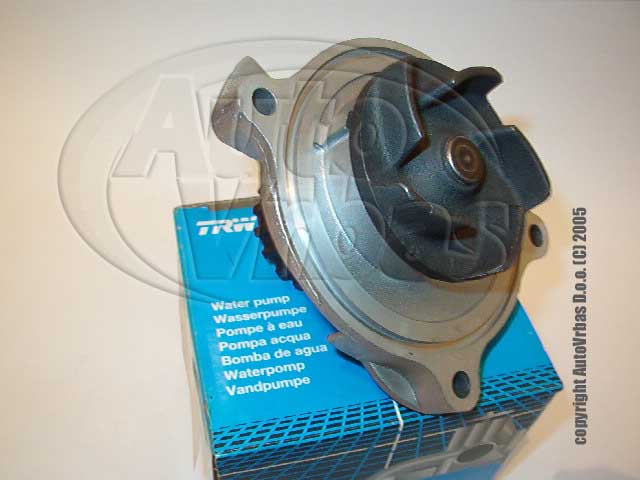 Auto
Vrbas
TRW
Water pump
Wasserpumpe
Pompe à eau
Pompa acqua
Bomba de agua
Waterpomp
Vandpumpe
copyright AutoVrbas D.o.o. (C) 2005